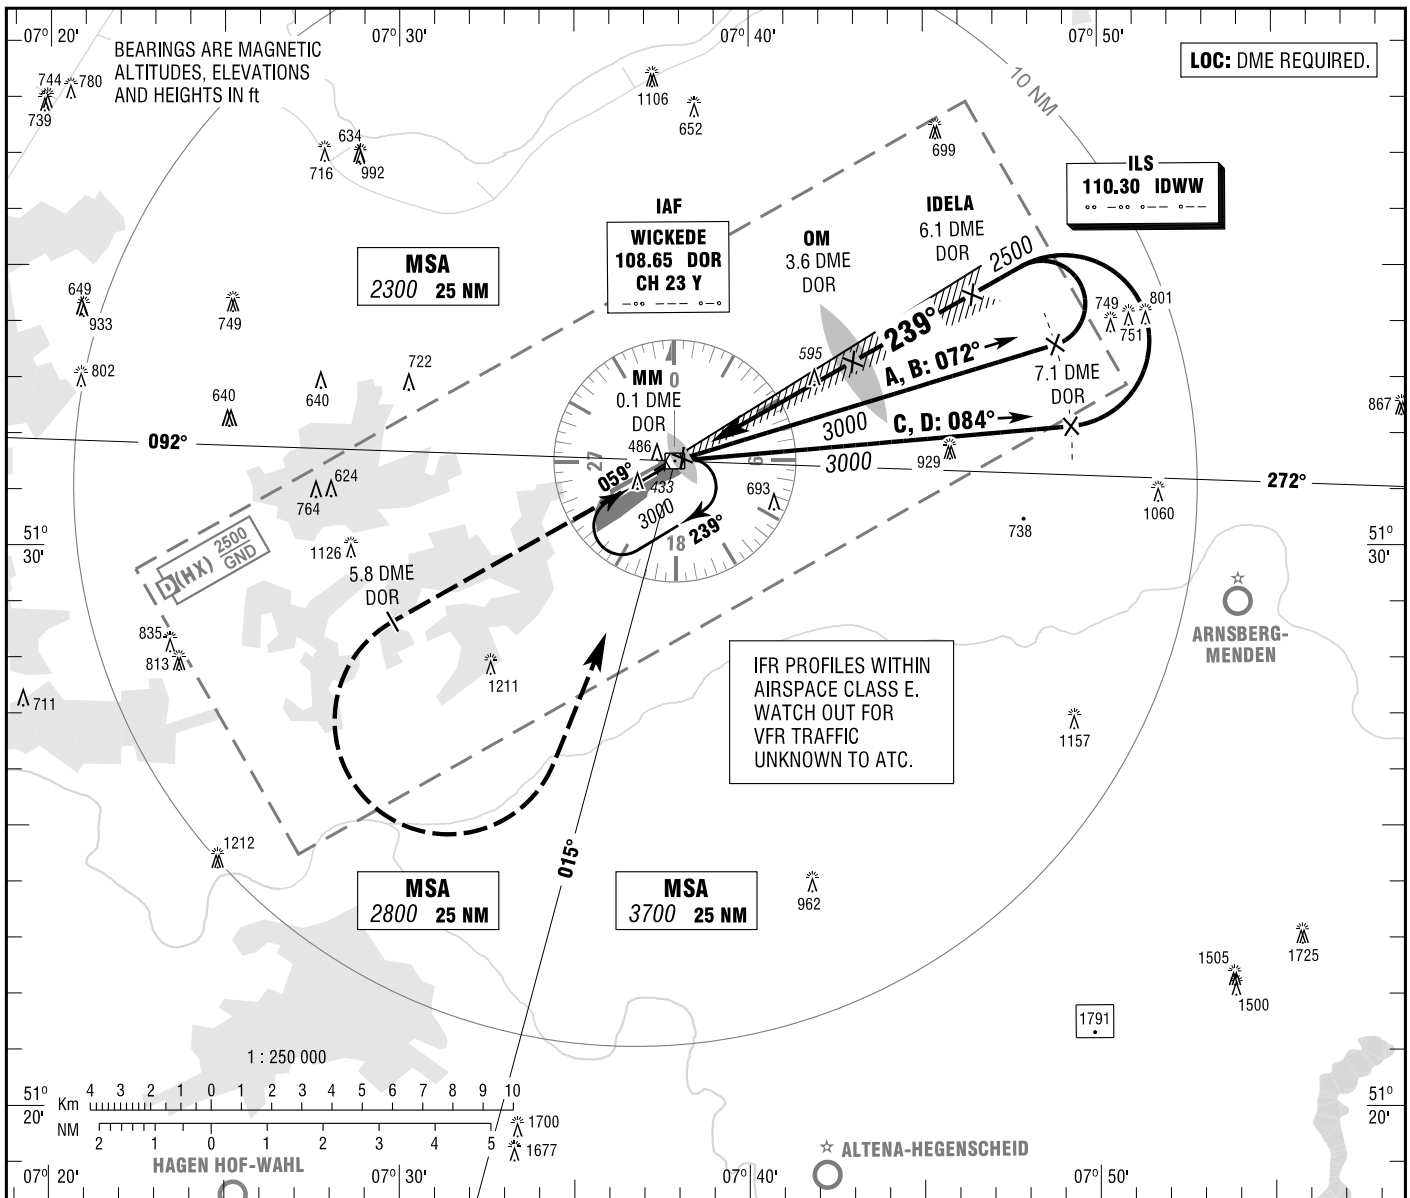 07° 20'
07° 30'
07° 40'
07° 50'
BEARINGS ARE MAGNETIC
ALTITUDES, ELEVATIONS
AND HEIGHTS IN ft
LOC: DME REQUIRED.
10 NM
744
780
739
634
716
992
1106
652
699
ILS
110.30 IDWW
IAF
WICKEDE
108.65 DOR
CH 23 Y
OM
3.6 DME
DOR
IDELA
6.1 DME
DOR
2500
MSA
2300 25 NM
649
933
749
802
722
640
640
749
801
751
595
239°
A, B: 072°
7.1 DME
DOR
3000
C, D: 084°
3000
867
929
MM
0.1 DME
DOR
0
27
6
18
486
433
059°
3000
239°
693
092°
272°
624
764
1126
1060
738
51°
30'
51°
30'
D(HX) 2500
GND
5.8 DME
DOR
835
813
711
1211
ARNSBERG-
MENDEN
IFR PROFILES WITHIN
AIRSPACE CLASS E.
WATCH OUT FOR
VFR TRAFFIC
UNKNOWN TO ATC.
1157
1212
015°
MSA
2800 25 NM
MSA
3700 25 NM
962
1725
1505
1500
1791
1 : 250 000
51°
20'
51°
20'
Km
4 3 2 1 0 1 2 3 4 5 6 7 8 9 10
NM
2 1 0 1 2 3 4 5
1700
1677
HAGEN HOF-WAHL
ALTENA-HEGENSCHEID
07° 20'
07° 30'
07° 40'
07° 50'